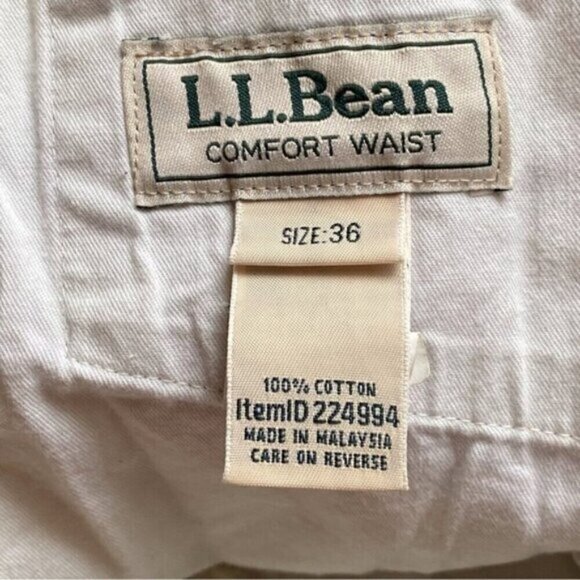 L.L.Bean
COMFORT WAIST
SIZE:36
100% COTTON
ItemID 224994
MADE IN MALAYSIA
CARE ON REVERSE